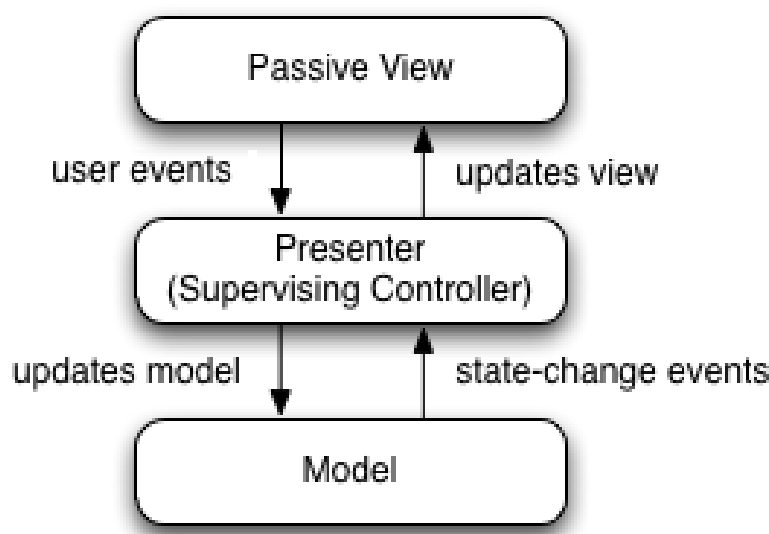 Passive View
user events
updates view
Presenter
(Supervising Controller)
updates model
state-change events
Model